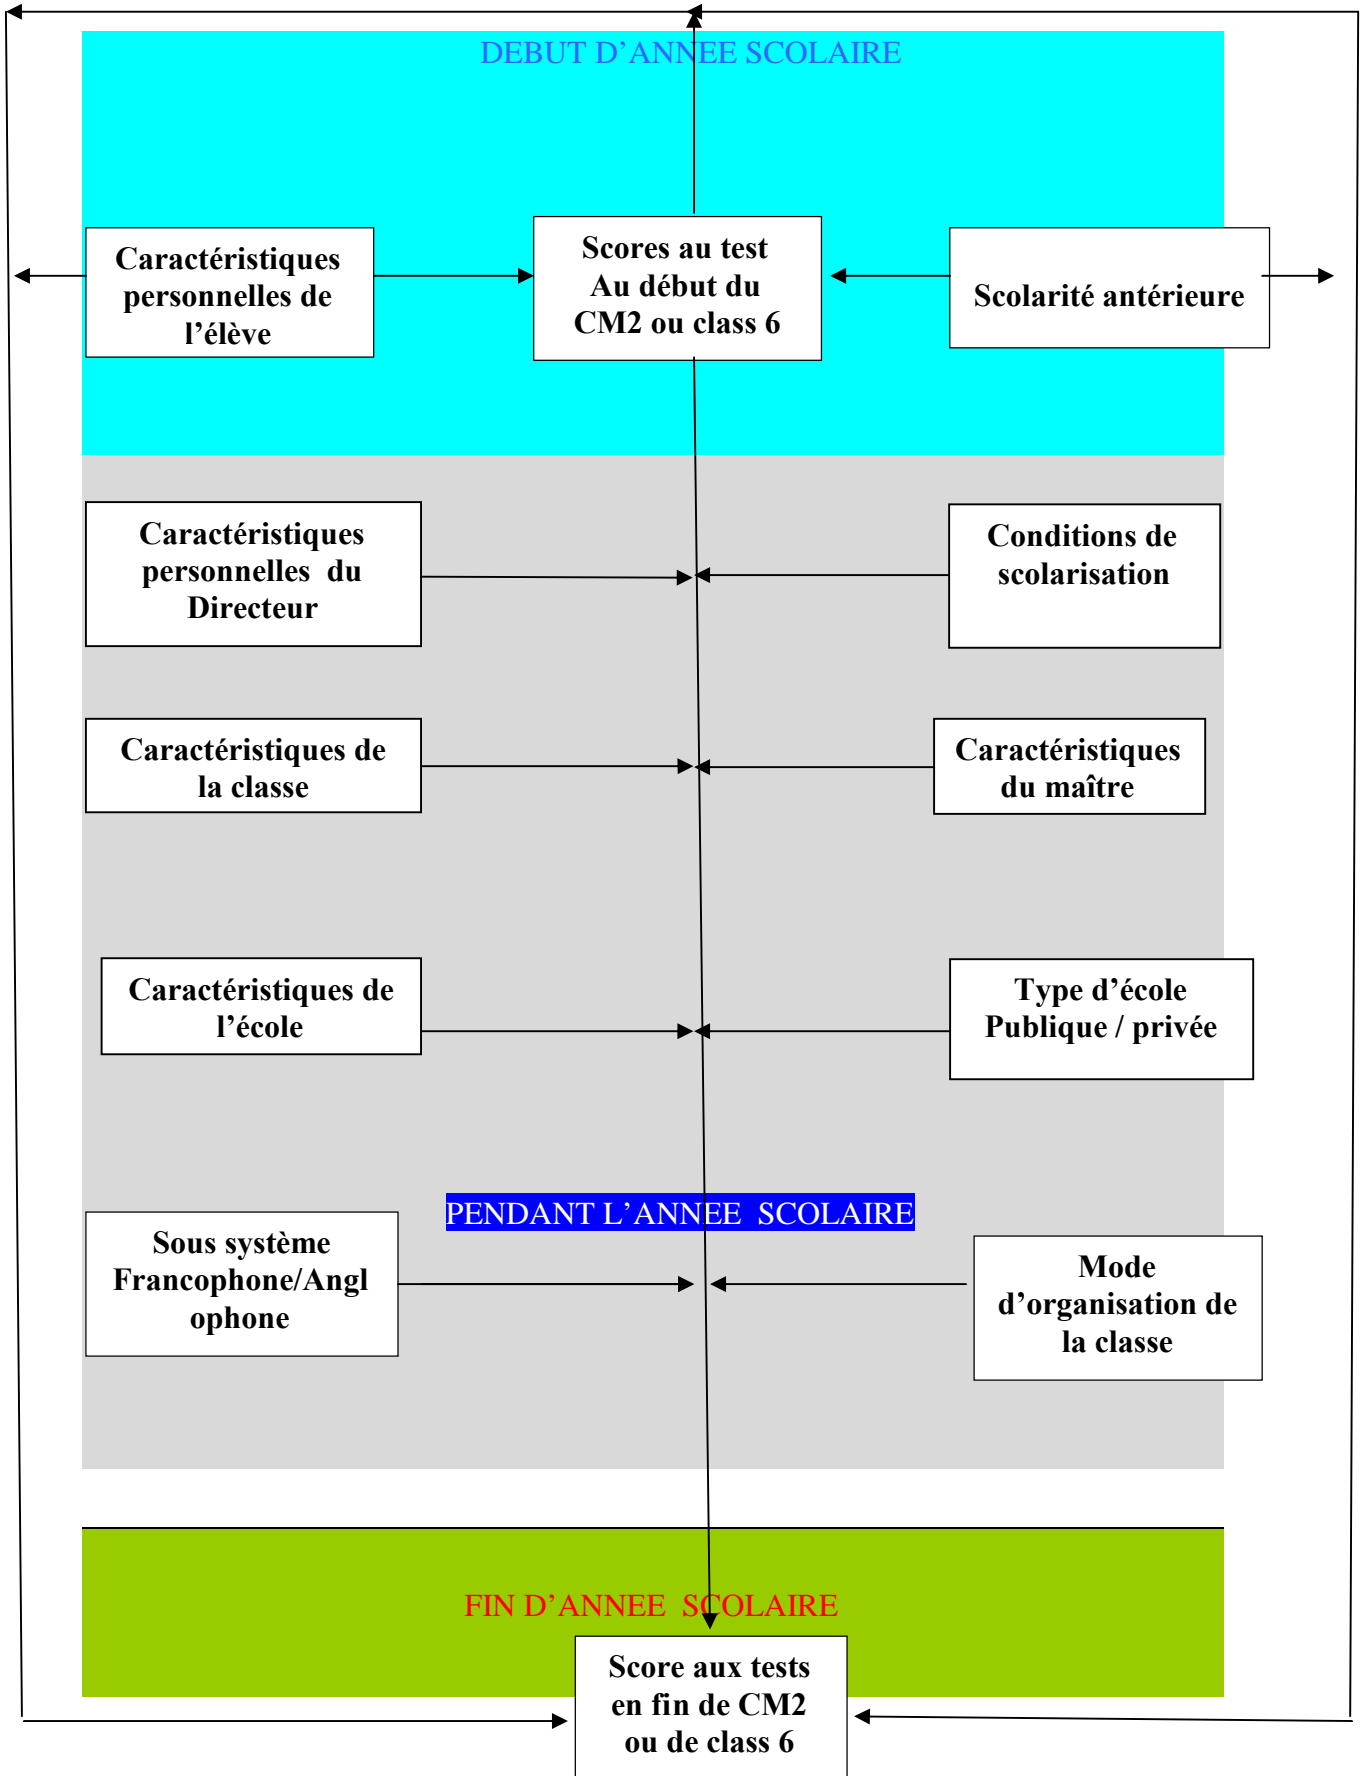 DEBUT D’ANNEE SCOLAIRE
Caractéristiques
personnelles de
l’élève
Scores au test
Au début du
CM2 ou class 6
Scolarité antérieure
Caractéristiques
personnelles du
Directeur
Conditions de
scolarisation
Caractéristiques de
la classe
Caractéristiques
du maître
Caractéristiques de
l’école
Type d’école
Publique / privée
PENDANT L’ANNEE SCOLAIRE
Sous système
Francophone/Angl
ophone
Mode
d’organisation de
la classe
FIN D’ANNEE SCOLAIRE
Score aux tests
en fin de CM2
ou de class 6